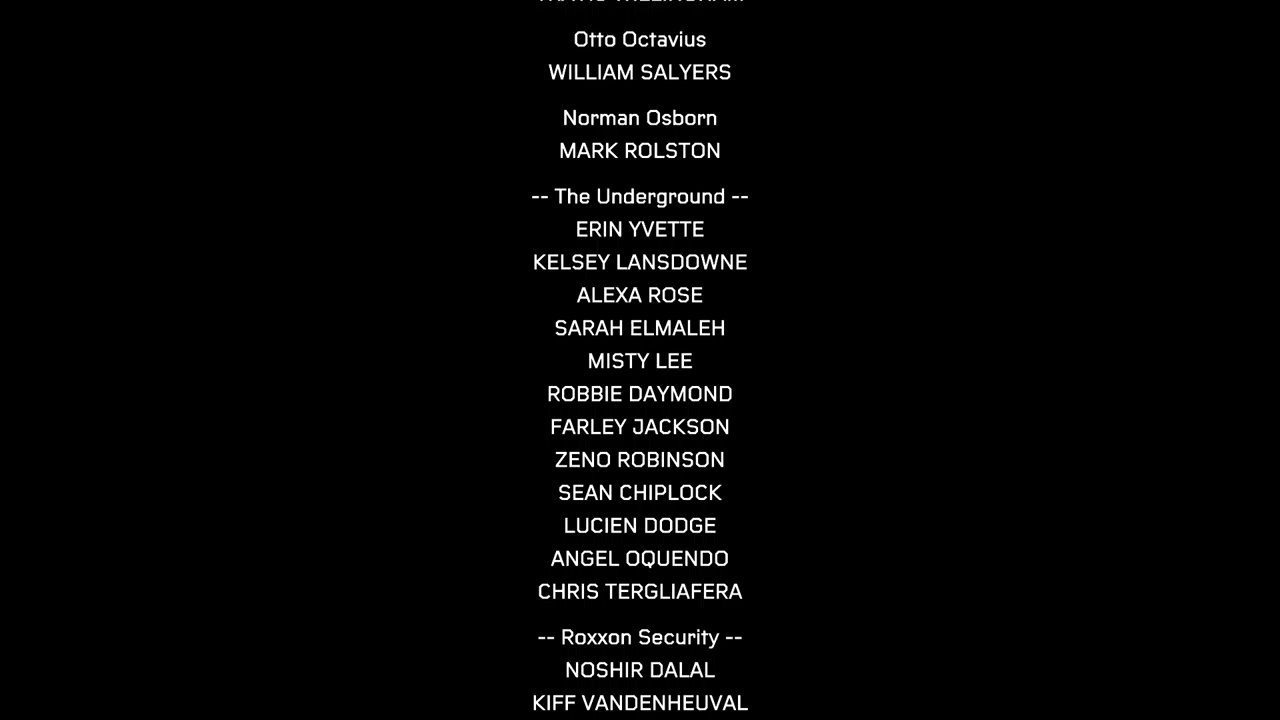 Otto Octavius
WILLIAM SALYERS
Norman Osborn
MARK ROLSTON
-- The Underground --
ERIN YVETTE
KELSEY LANSDOWNE
ALEXA ROSE
SARAH ELMALEH
MISTY LEE
ROBBIE DAYMOND
FARLEY JACKSON
ZENO ROBINSON
SEAN CHIPLOCK
LUCIEN DODGE
ANGEL OQUENDO
CHRIS TERGLIAFERA
-- Roxxon Security --
NOSHIR DALAL
KIFF VANDENHEUVAL